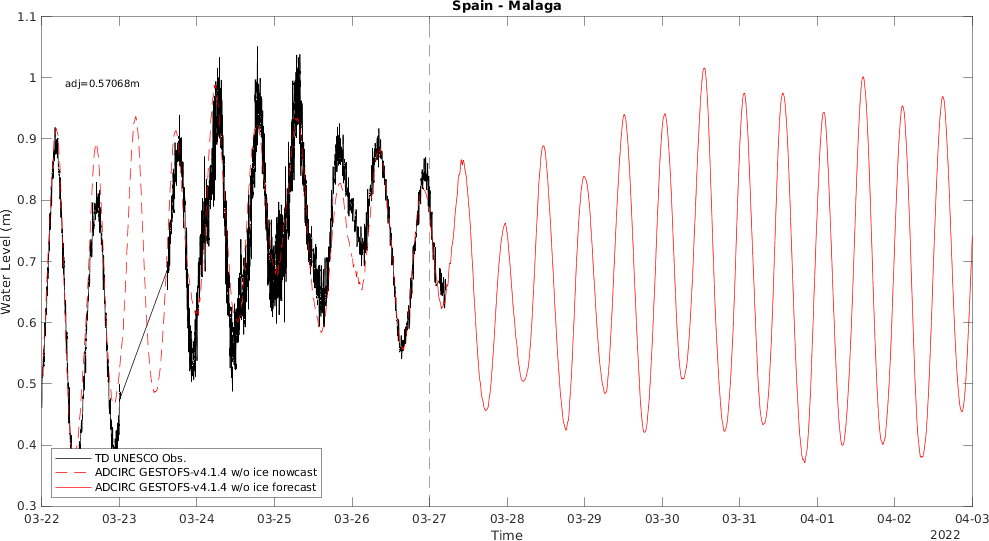 Spain - Malaga
1.1
1
0.9
0.8
0.7
0.6
0.5
0.4
0.3
Water Level (m)
adj=0.57068m
TD UNESCO Obs.
ADCIRC GESTOFS-v4.1.4 w/o ice nowcast
ADCIRC GESTOFS-v4.1.4 w/o ice forecast
03-22 03-23 03-24 03-25 03-26 03-27 03-28 03-29 03-30 03-31 04-01 04-02 04-03
Time
2022